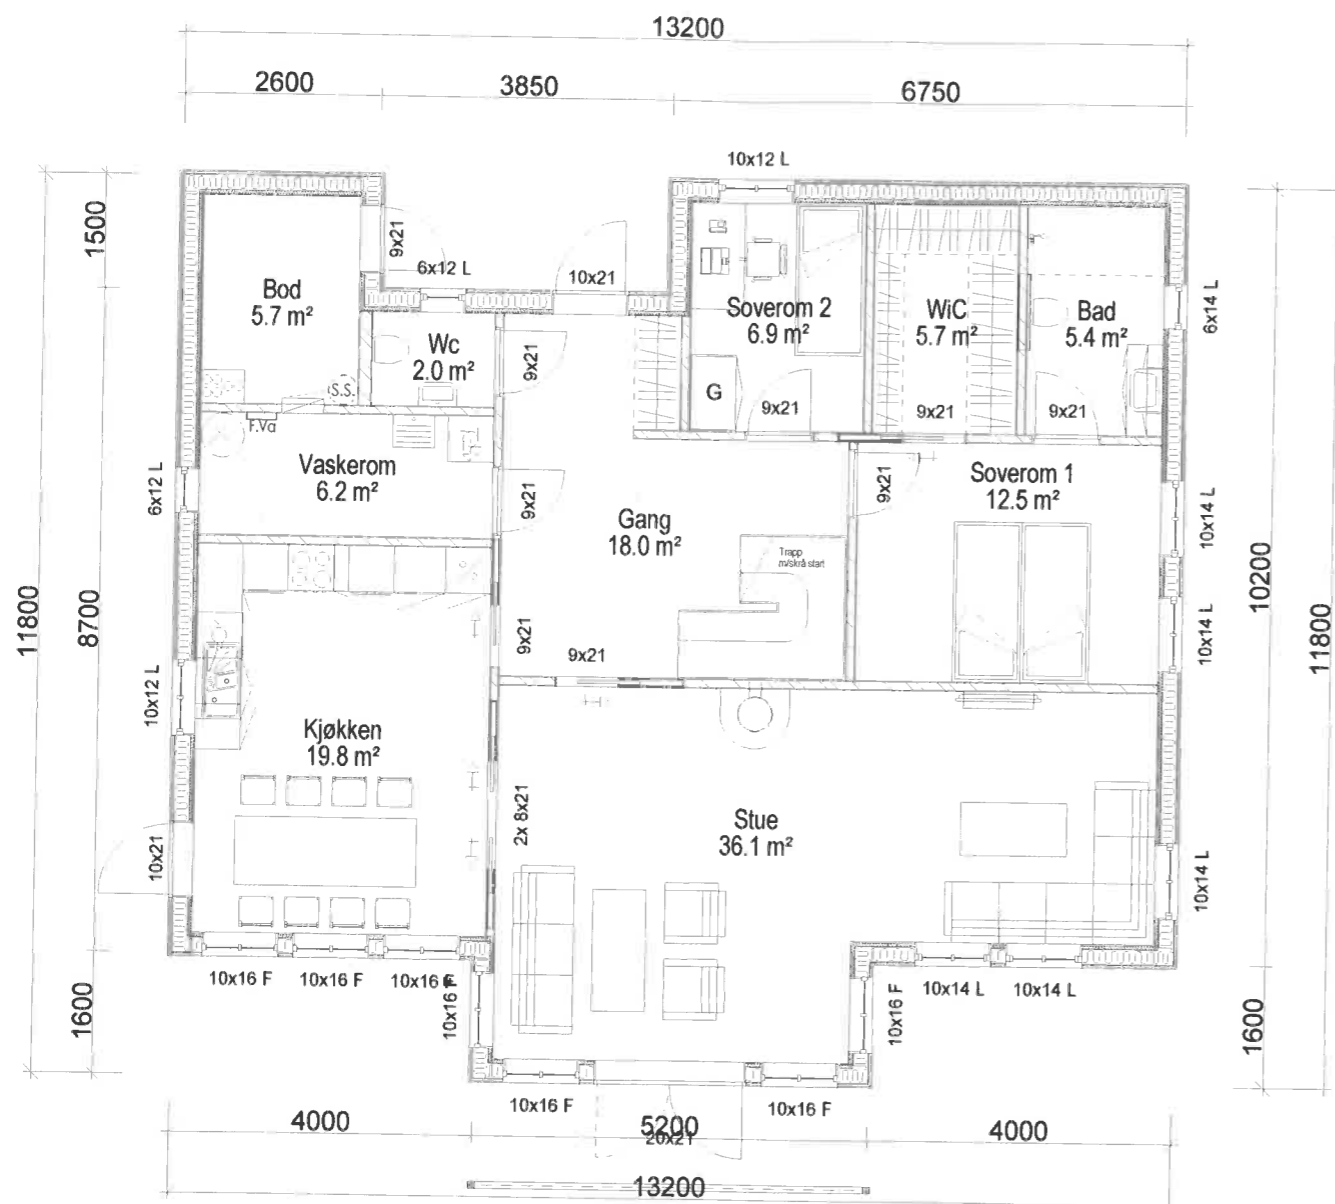 13200
2600
3850
6750
10x12 L
1500
9x21
6x12 L
10x21
Bod
5.7 m²
Wc
2.0 m²
9x21
Soverom 2
6.9 m²
WiC
5.7 m²
Bad
5.4 m²
6x14 L
S.S.
G
9x21
9x21
9x21
F.Va
Vaskerom
6.2 m²
6x12 L
9x21
Gang
18.0 m²
9x21
Soverom 1
12.5 m²
10x14 L
Trapp
m/skrå start
11800
8700
10200
11800
9x21
9x21
10x14 L
10x12 L
Kjøkken
19.8 m²
2x 8x21
Stue
36.1 m²
10x21
10x14 L
10x16 F
10x16 F
10x16 F
10x16 F
10x16 F
10x14 L
10x14 L
1600
1600
10x16 F
10x16 F
4000
5200
20x21
4000
13200